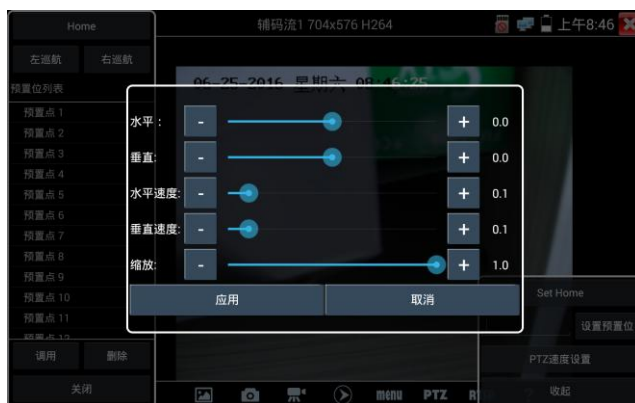 Home
辅码流1 704x576 H264
上午8:46
左巡航
右巡航
预置位列表
06-25-2016 星期六 08:46:25
预置点 1
预置点 2
预置点 3
预置点 4
预置点 5
预置点 6
预置点 7
预置点 8
预置点 9
预置点 10
预置点 11
预置点 12
水平 :
-
+
0.0
垂直:
-
+
0.0
水平速度:
-
+
0.1
垂直速度:
-
+
0.1
缩放:
-
+
1.0
应用
取消
Set Home
设置预置位
PTZ速度设置
收起
调用
删除
关闭
menu
PTZ